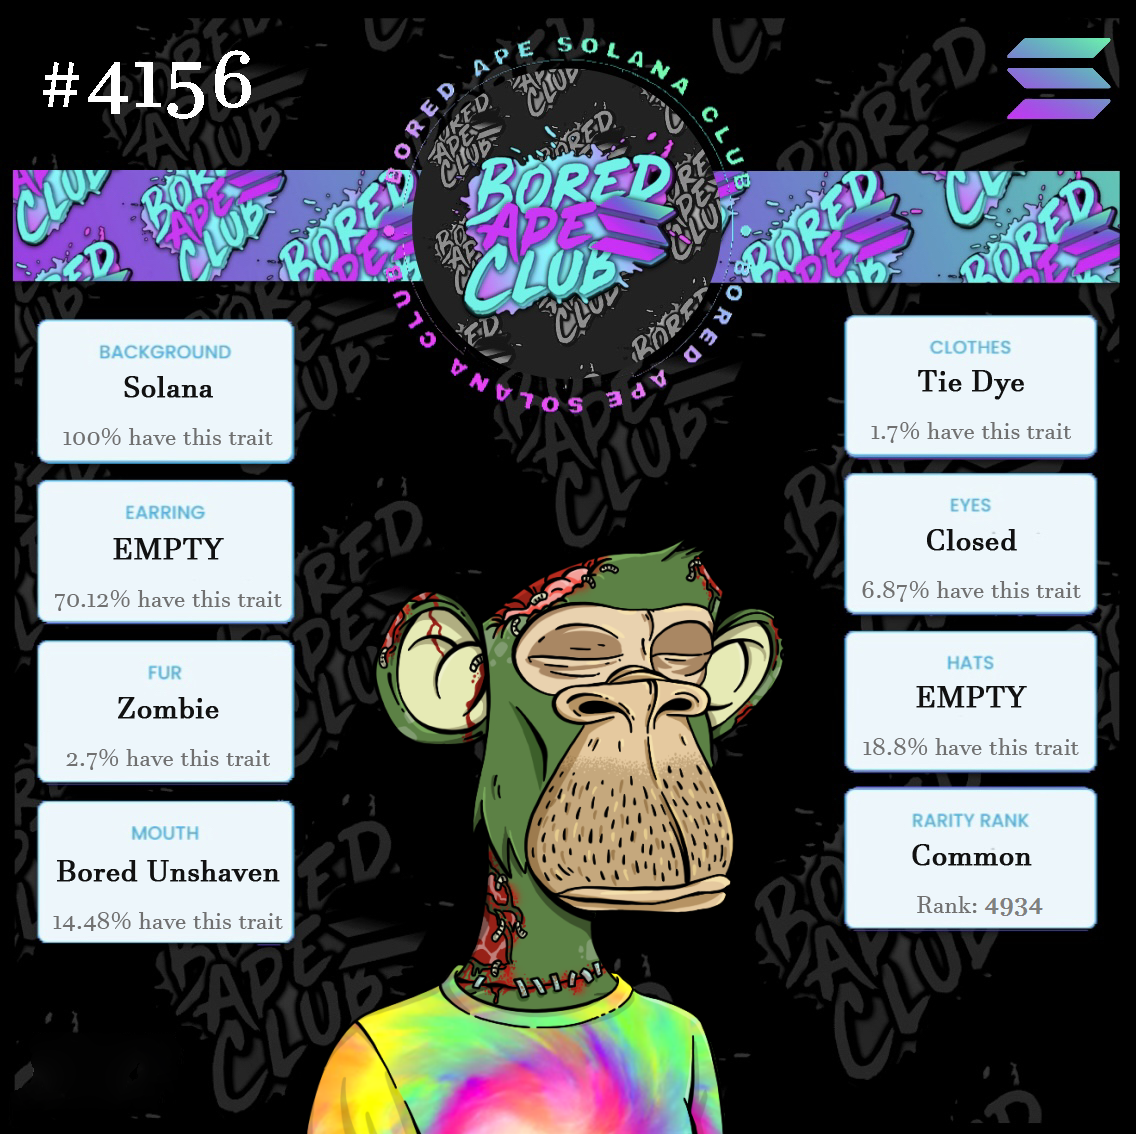 #4156
BORED APE SOLANA CLUB
BORED APE SOLANA CLUB
BORED
APE
CLUB
BACKGROUND
Solana
100% have this trait
EARRING
EMPTY
70.12% have this trait
FUR
Zombie
2.7% have this trait
MOUTH
Bored Unshaven
14.48% have this trait
CLOTHES
Tie Dye
1.7% have this trait
EYES
Closed
6.87% have this trait
HATS
EMPTY
18.8% have this trait
RARITY RANK
Common
Rank: 4934